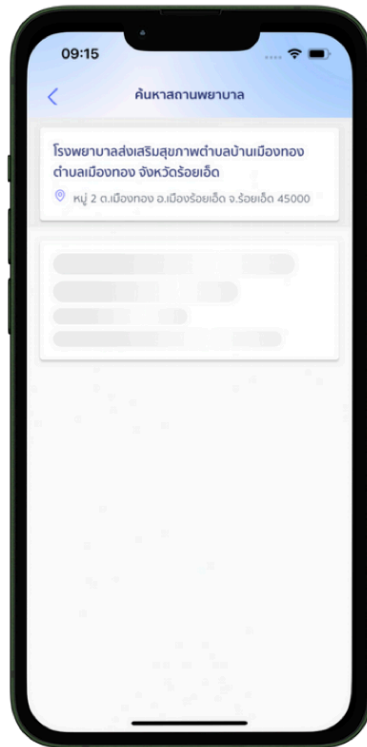 09:15
ค้นหาสถานพยาบาล
โรงพยาบาลส่งเสริมสุขภาพตำบลบ้านเมืองทอง
ตำบลเมืองทอง จังหวัดร้อยเอ็ด
หมู่ 2 ต.เมืองทอง อ.เมืองร้อยเอ็ด จ.ร้อยเอ็ด 45000